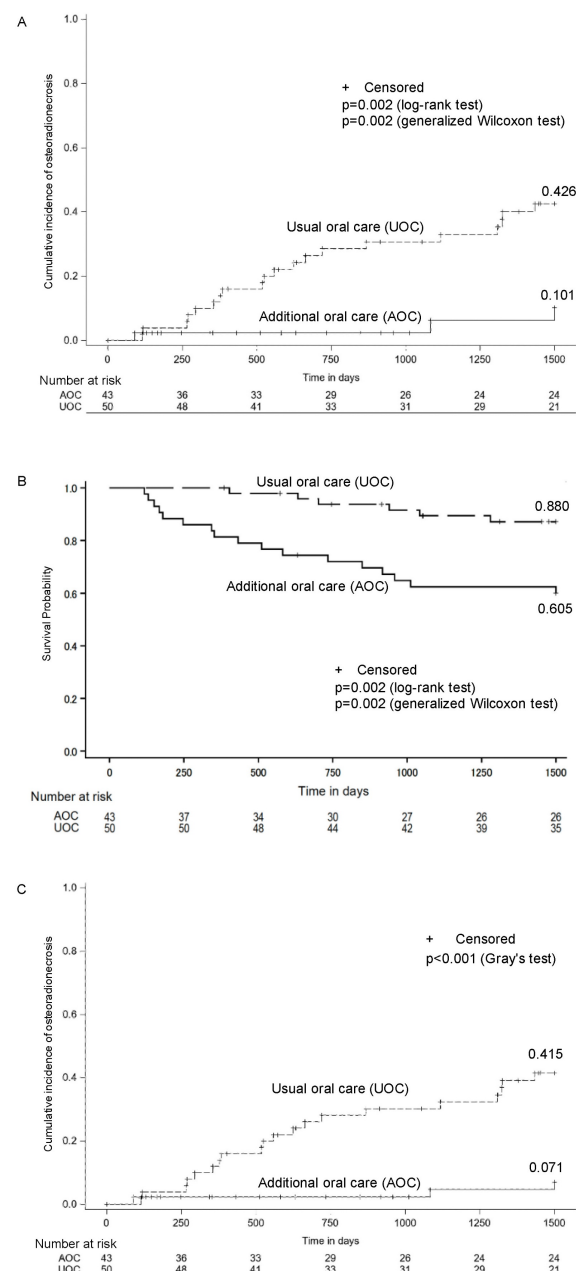 A
1.0
0.8
0.6
0.4
0.2
0.0
Cumulative incidence of osteoradionecrosis
+ Censored
p=0.002 (log-rank test)
p=0.002 (generalized Wilcoxon test)
0.426
Usual oral care (UOC)
0.101
Additional oral care (AOC)
0 250 500 750 1000 1250 1500
Time in days
Number at risk
AOC 43 36 33 29 26 24 24
UOC 50 48 41 33 31 29 21
B
1.0
0.8
0.6
0.4
0.2
0.0
Survival Probability
Usual oral care (UOC)
0.880
Additional oral care (AOC)
0.605
+ Censored
p=0.002 (log-rank test)
p=0.002 (generalized Wilcoxon test)
0 250 500 750 1000 1250 1500
Time in days
Number at risk
AOC 43 37 34 30 27 26 26
UOC 50 50 48 44 42 39 35
C
1.0
0.8
0.6
0.4
0.2
0.0
Cumulative incidence of osteoradionecrosis
+ Censored
p<0.001 (Gray's test)
0.415
Usual oral care (UOC)
0.071
Additional oral care (AOC)
0 250 500 750 1000 1250 1500
Time in days
Number at risk
AOC 43 36 33 29 26 24 24
UOC 50 48 41 33 31 29 21